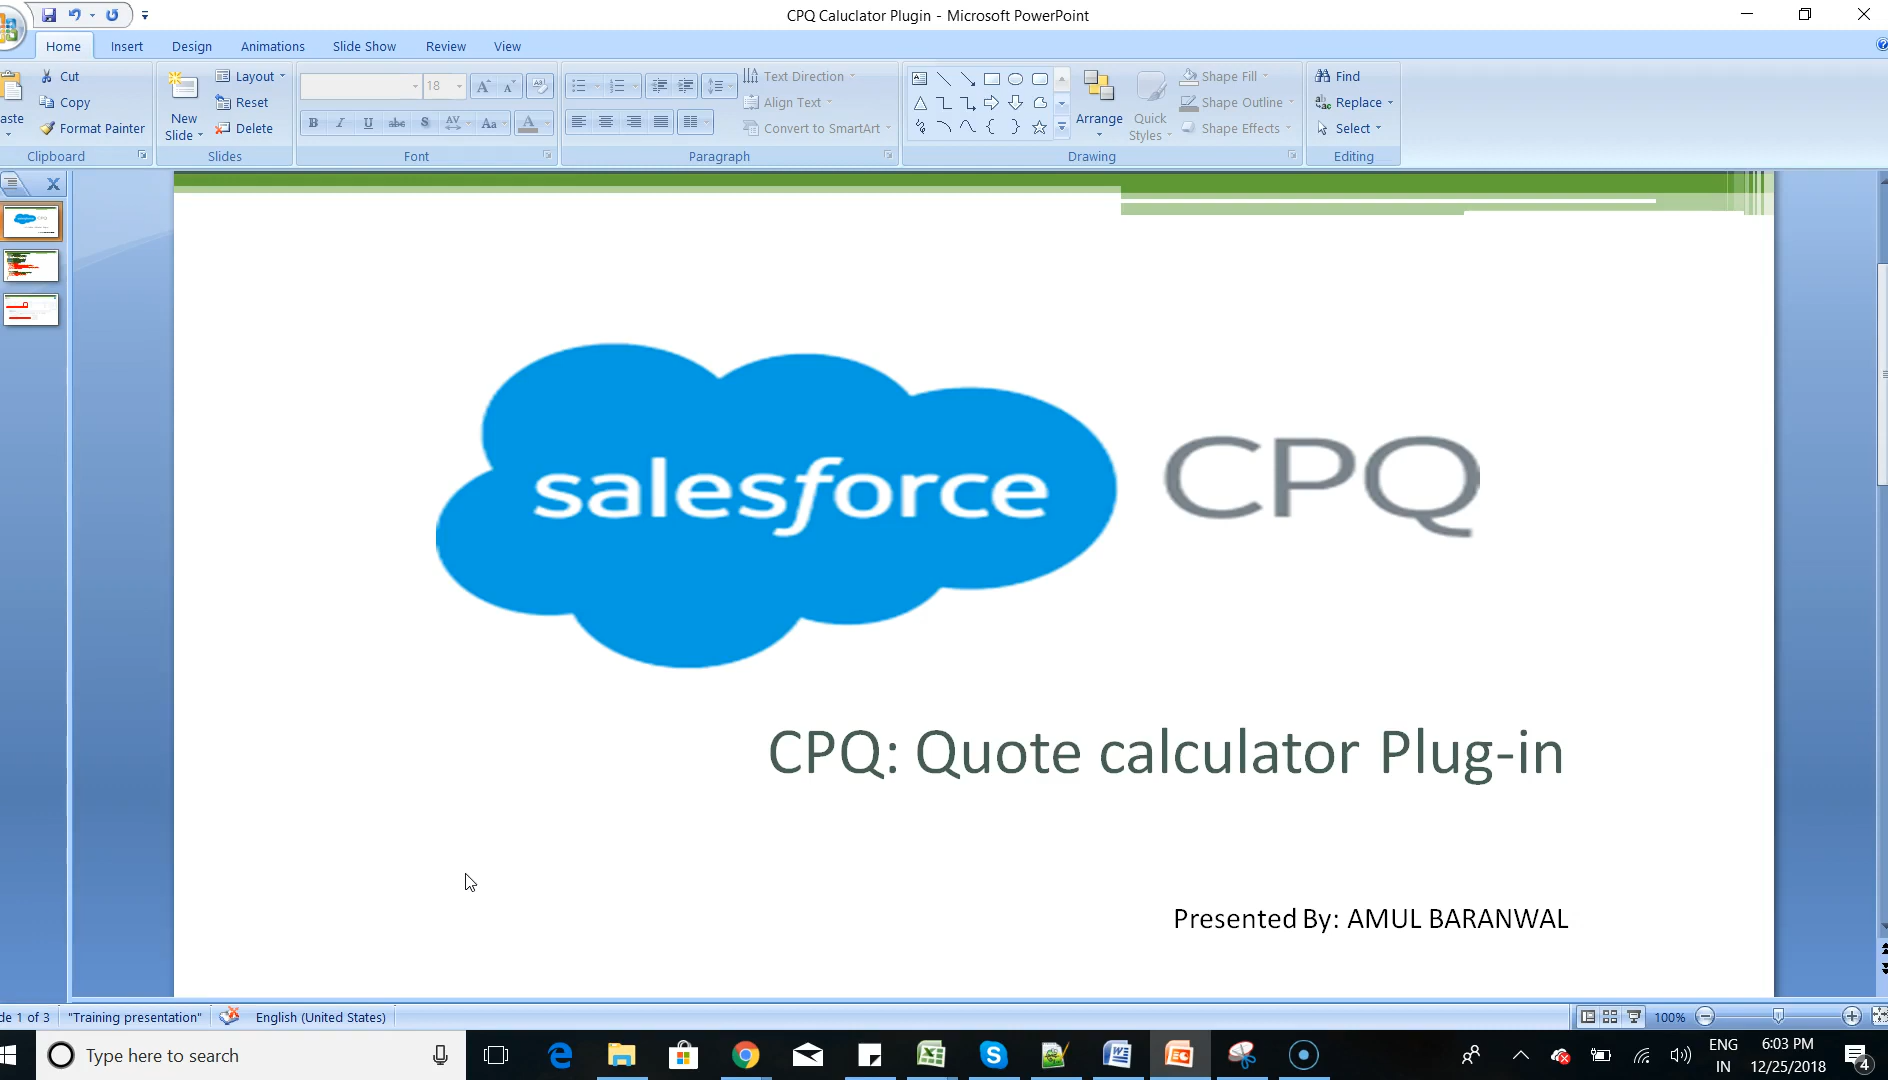 CPQ Caluclator Plugin - Microsoft PowerPoint
Home Insert Design Animations Slide Show Review View
aste
Cut
Copy
Format Painter
Clipboard
New
Slide
Layout
Reset
Delete
Slides
18
B I U abc S AV Aa A
Font
Text Direction
Align Text
Convert to SmartArt
Paragraph
Arrange
Quick
Styles
Shape Fill
Shape Outline
Shape Effects
Drawing
Find
Replace
Select
Editing
salesforce CPQ
CPQ: Quote calculator Plug-in
Presented By: AMUL BARANWAL
de 1 of 3 "Training presentation" English (United States) 100%
Type here to search
ENG
IN
6:03 PM
12/25/2018
4